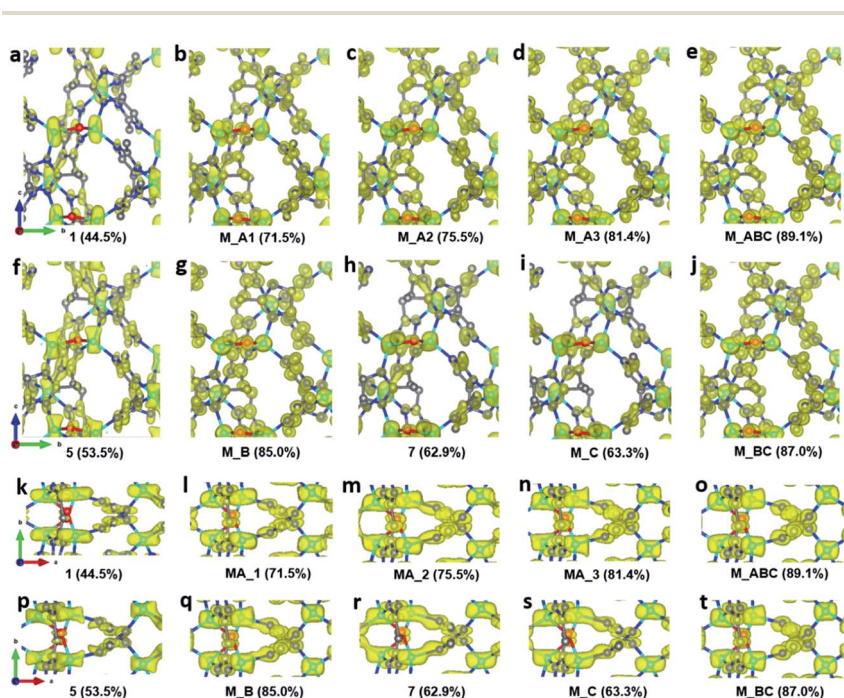 a b c d e
c
b
1 (44.5%) M_A1 (71.5%) M_A2 (75.5%) M_A3 (81.4%) M_ABC (89.1%)
f g h i j
c
b
5 (53.5%) M_B (85.0%) 7 (62.9%) M_C (63.3%) M_BC (87.0%)
k l m n o
b
a
1 (44.5%) MA_1 (71.5%) MA_2 (75.5%) MA_3 (81.4%) M_ABC (89.1%)
p q r s t
b
a
5 (53.5%) M_B (85.0%) 7 (62.9%) M_C (63.3%) M_BC (87.0%)